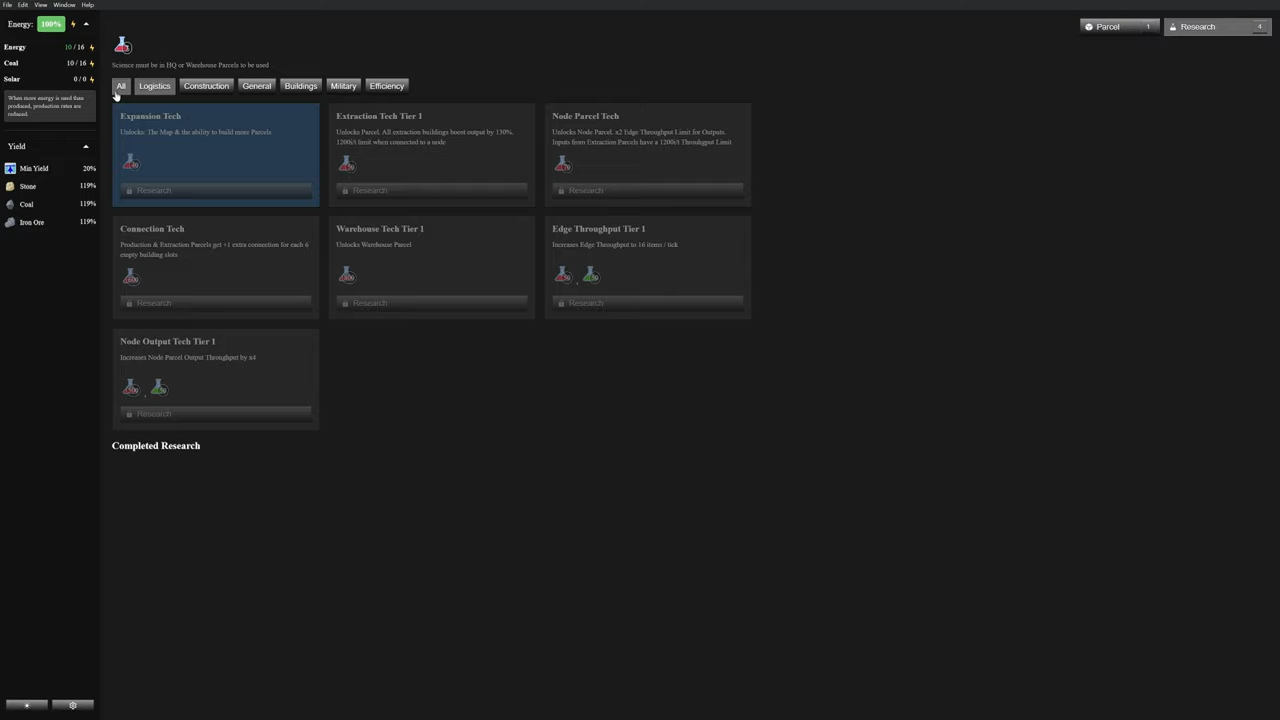 File Edit View Window Help
Energy: 100%
Parcel 1
Research 4
Energy 10 / 16
Coal 10 / 16
Solar 0 / 0
When more energy is used than
produced, production rates are
reduced.
Yield
Min Yield 20%
Stone 119%
Coal 119%
Iron Ore 119%
Science must be in HQ or Warehouse Parcels to be used
All Logistics Construction General Buildings Military Efficiency
Expansion Tech
Unlocks: The Map & the ability to build more Parcels
Research
Extraction Tech Tier 1
Unlocks Parcel. All extraction buildings boost output by 130%.
1200i/t limit when connected to a node
Research
Node Parcel Tech
Unlocks Node Parcel. x2 Edge Throughput Limit for Outputs.
Inputs from Extraction Parcels have a 1200i/t Throughput Limit
Research
Connection Tech
Production & Extraction Parcels get +1 extra connection for each 6
empty building slots
600
Research
Warehouse Tech Tier 1
Unlocks Warehouse Parcel
Research
Edge Throughput Tier 1
Increases Edge Throughput to 16 items / tick
Research
Node Output Tech Tier 1
Increases Node Parcel Output Throughput by x4
Research
Completed Research